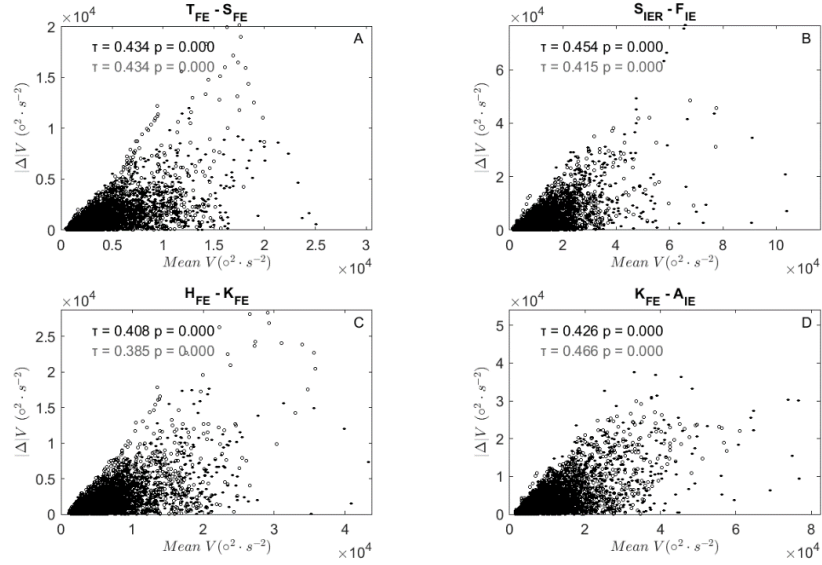 T_FE - S_FE
×10⁴
A
τ = 0.434 p = 0.000
τ = 0.434 p = 0.000
2
1.5
1
0.5
0
|Δ|V (∘²·s⁻²)
0 0.5 1 1.5 2 2.5 3
Mean V(∘²·s⁻²)
×10⁴
S_IER - F_IE
×10⁴
B
τ = 0.454 p = 0.000
τ = 0.415 p = 0.000
6
4
2
0
|Δ|V (∘²·s⁻²)
0 2 4 6 8 10
Mean V(∘²·s⁻²)
×10⁴
H_FE - K_FE
×10⁴
C
τ = 0.408 p = 0.000
τ = 0.385 p = 0.000
2.5
2
1.5
1
0.5
0
|Δ|V (∘²·s⁻²)
0 1 2 3 4
Mean V(∘²·s⁻²)
×10⁴
K_FE - A_IE
×10⁴
D
τ = 0.426 p = 0.000
τ = 0.466 p = 0.000
5
4
3
2
1
0
|Δ|V (∘²·s⁻²)
0 2 4 6 8
Mean V(∘²·s⁻²)
×10⁴